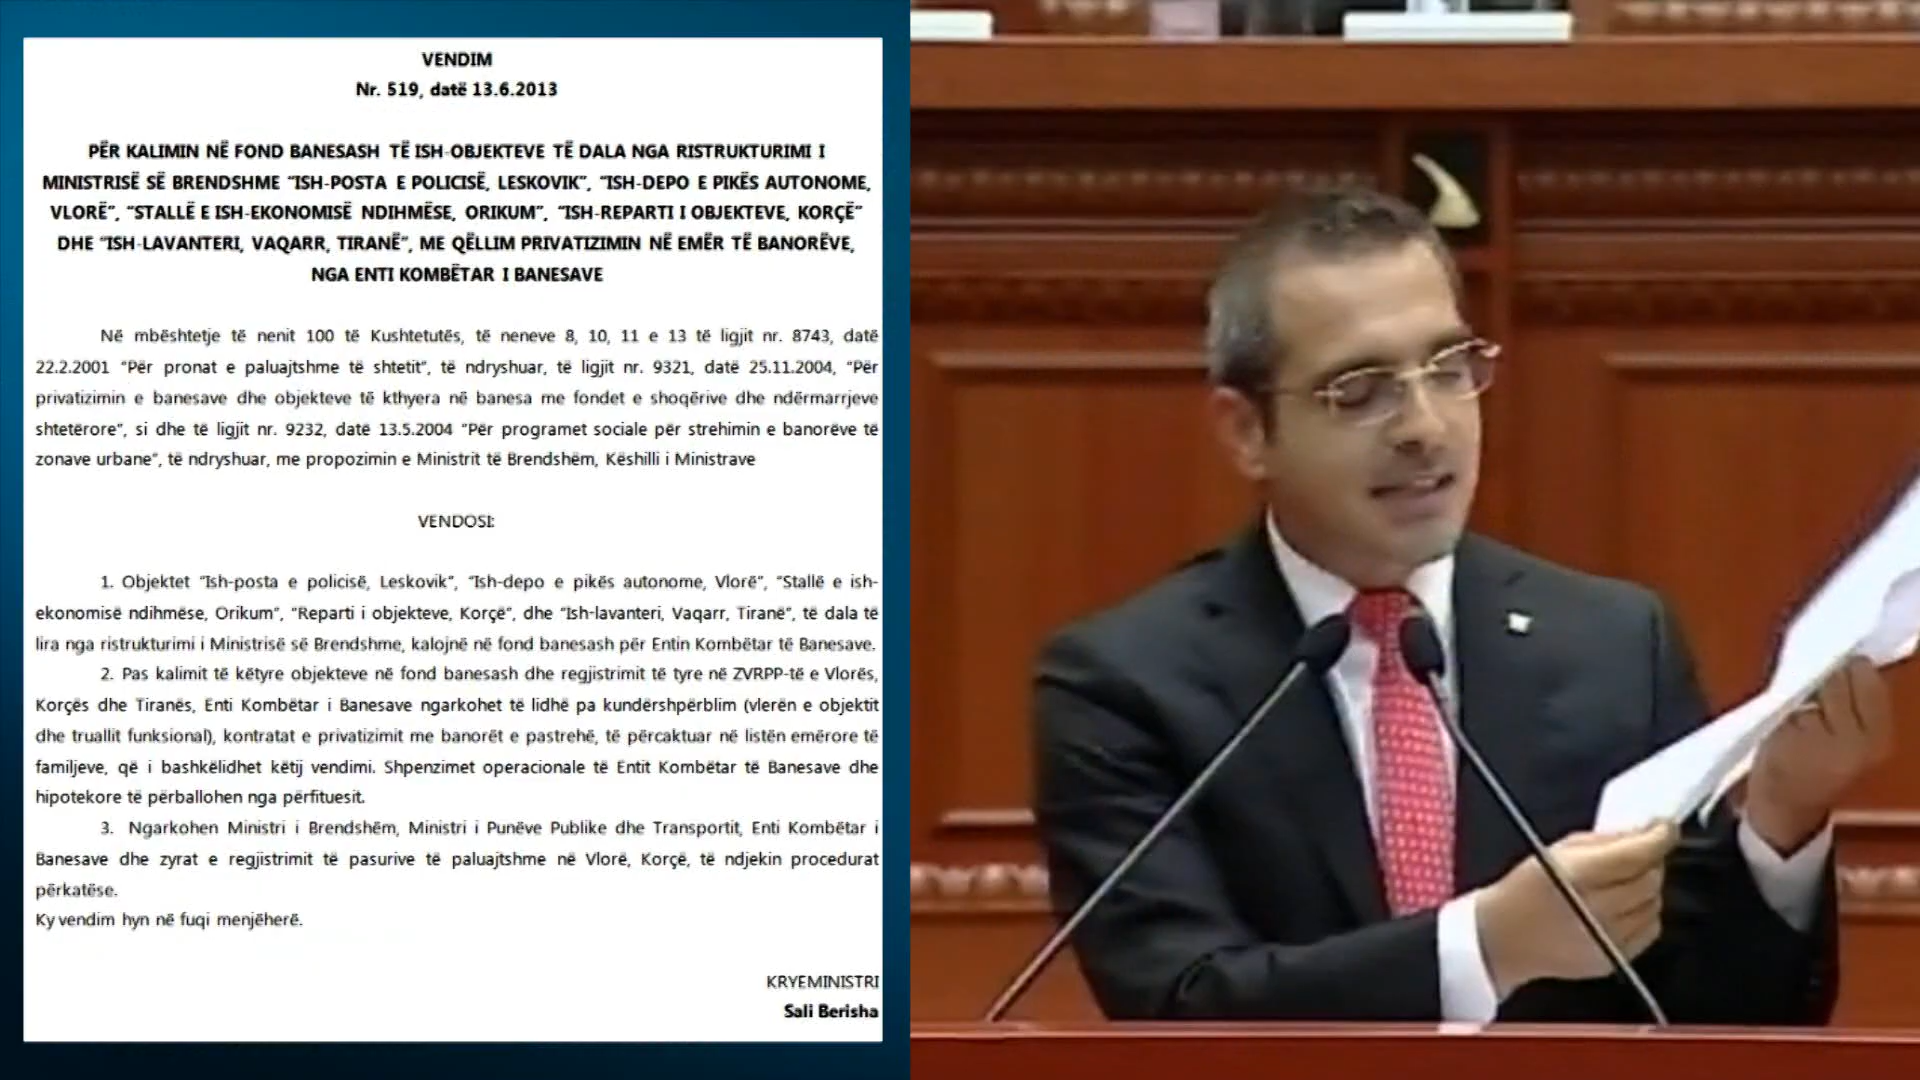 VENDIM
Nr. 519, datë 13.6.2013
PËR KALIMIN NË FOND BANESASH TË ISH-OBJEKTEVE TË DALA NGA RISTRUKTURIMI I
MINISTRISË SË BRENDSHME “ISH-POSTA E POLICISË, LESKOVIK”, “ISH-DEPO E PIKËS AUTONOME,
VLORË”, “STALLË E ISH-EKONOMISË NDIHMËSE, ORIKUM”, “ISH-REPARTI I OBJEKTEVE, KORÇË”
DHE “ISH-LAVANTERI, VAQARR, TIRANË”, ME QËLLIM PRIVATIZIMIN NË EMËR TË BANORËVE,
NGA ENTI KOMBËTAR I BANESAVE
Në mbështetje të nenit 100 të Kushtetutës, të neneve 8, 10, 11 e 13 të ligjit nr. 8743, datë
22.2.2001 “Për pronat e paluajtshme të shtetit”, të ndryshuar, të ligjit nr. 9321, datë 25.11.2004, “Për
privatizimin e banesave dhe objekteve të kthyera në banesa me fondet e shoqërive dhe ndërmarrjeve
shtetërore”, si dhe të ligjit nr. 9232, datë 13.5.2004 “Për programet sociale për strehimin e banorëve të
zonave urbane”, të ndryshuar, me propozimin e Ministrit të Brendshëm, Këshilli i Ministrave
VENDOSI:
1. Objektet “Ish-posta e policisë, Leskovik”, “Ish-depo e pikës autonome, Vlorë”, “Stallë e ish-
ekonomisë ndihmëse, Orikum”, “Reparti i objekteve, Korçë”, dhe “Ish-lavanteri, Vaqarr, Tiranë”, të dala të
lira nga ristrukturimi i Ministrisë së Brendshme, kalojnë në fond banesash për Entin Kombëtar të Banesave.
2. Pas kalimit të këtyre objekteve në fond banesash dhe regjistrimit të tyre në ZVRPP-të e Vlorës,
Korçës dhe Tiranës, Enti Kombëtar i Banesave ngarkohet të lidhë pa kundërshpërblim (vlerën e objektit
dhe truallit funksional), kontratat e privatizimit me banorët e pastrehë, të përcaktuar në listën emërore të
familjeve, që i bashkëlidhet këtij vendimi. Shpenzimet operacionale të Entit Kombëtar të Banesave dhe
hipotekore të përballohen nga përfituesit.
3. Ngarkohen Ministri i Brendshëm, Ministri i Punëve Publike dhe Transportit, Enti Kombëtar i
Banesave dhe zyrat e regjistrimit të pasurive të paluajtshme në Vlorë, Korçë, të ndjekin procedurat
përkatëse.
Ky vendim hyn në fuqi menjëherë.
KRYEMINISTRI
Sali Berisha